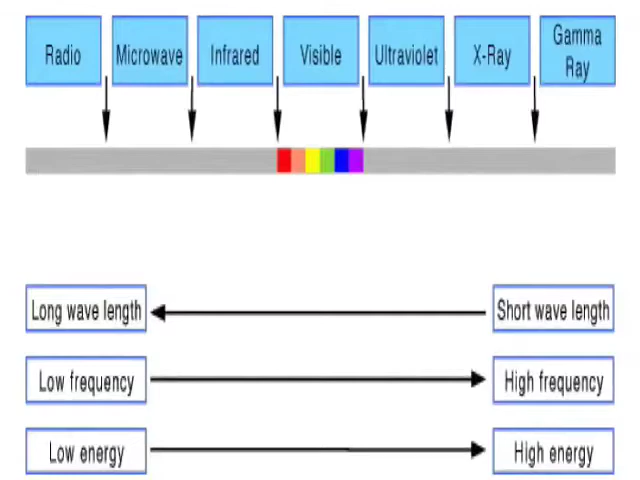 Radio
Microwave
Infrared
Visible
Ultraviolet
X-Ray
Gamma
Ray
Long wave length
Short wave length
Low frequency
High frequency
Low energy
High energy